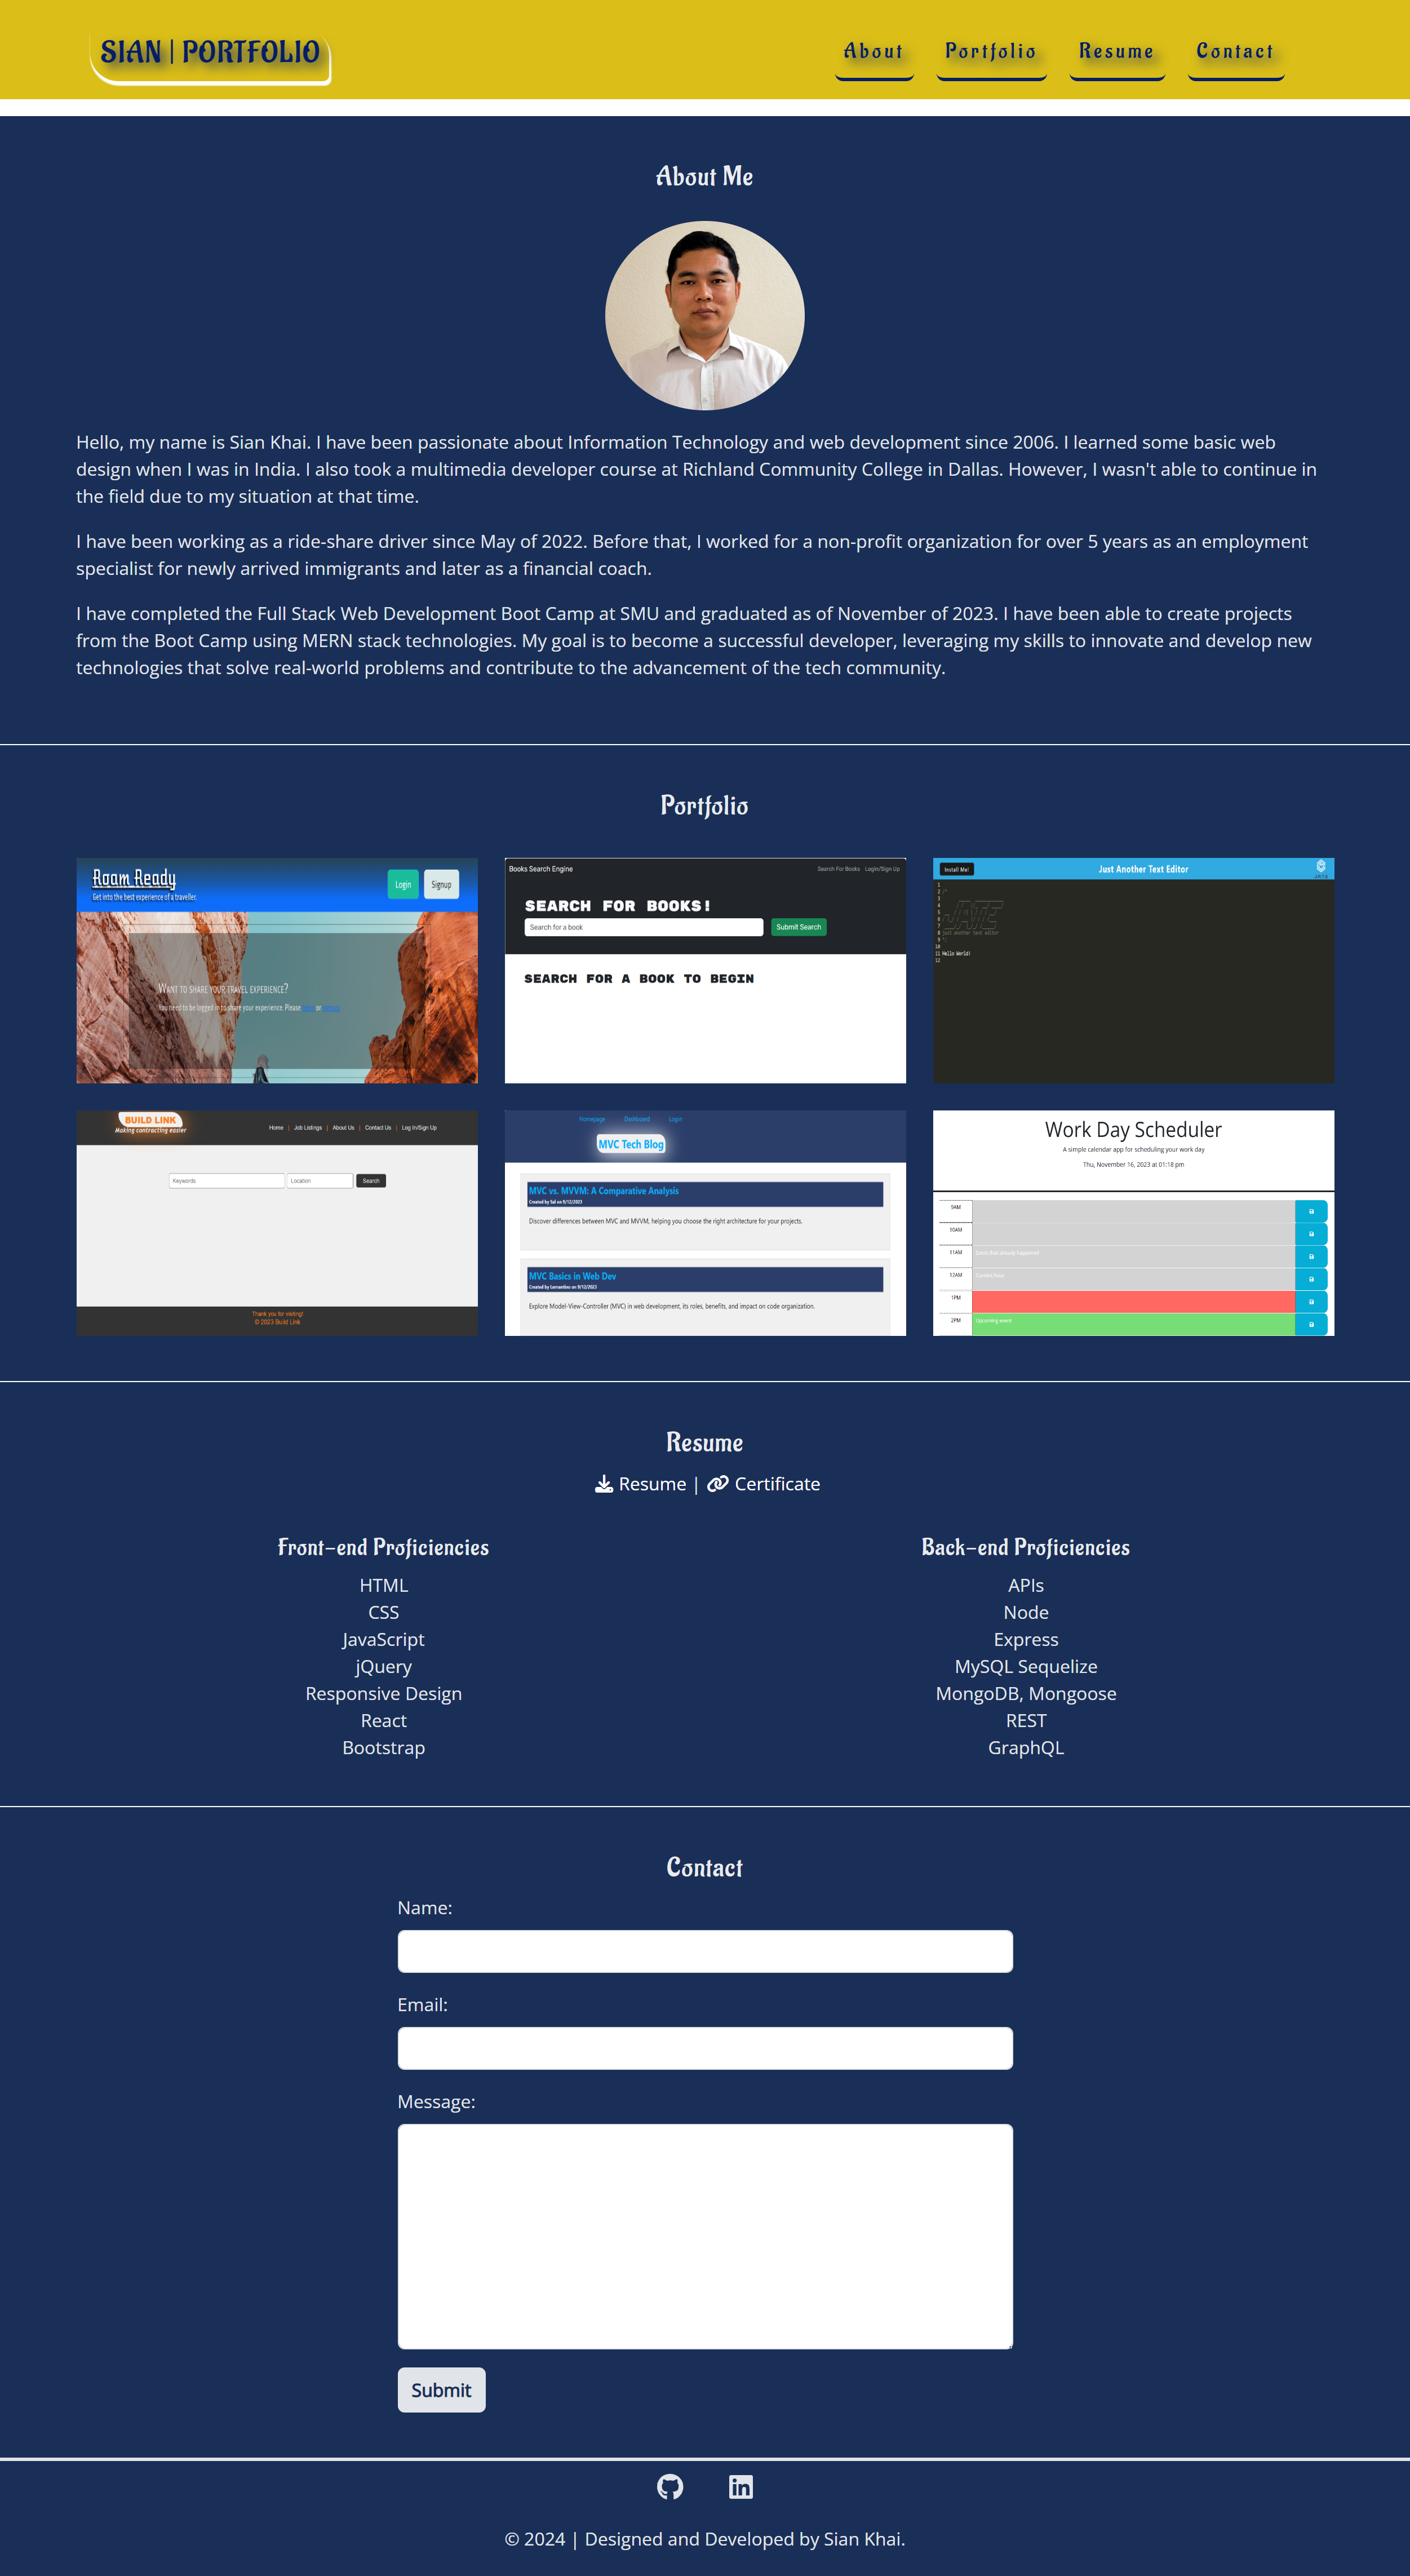 SIAN | PORTFOLIO
About
Portfolio
Resume
Contact
About Me
Hello, my name is Sian Khai. I have been passionate about Information Technology and web development since 2006. I learned some basic web
design when I was in India. I also took a multimedia developer course at Richland Community College in Dallas. However, I wasn't able to continue in
the field due to my situation at that time.
I have been working as a ride-share driver since May of 2022. Before that, I worked for a non-profit organization for over 5 years as an employment
specialist for newly arrived immigrants and later as a financial coach.
I have completed the Full Stack Web Development Boot Camp at SMU and graduated as of November of 2023. I have been able to create projects
from the Boot Camp using MERN stack technologies. My goal is to become a successful developer, leveraging my skills to innovate and develop new
technologies that solve real-world problems and contribute to the advancement of the tech community.
Portfolio
Roam Ready
Get into the best experience of a traveller.
Login
Signup
Want to share your travel experience?
You need to be logged in to share your experience. Please or
Books Search Engine
Search For Books
Login/Sign Up
SEARCH FOR BOOKS!
Search for a book
Submit Search
SEARCH FOR A BOOK TO BEGIN
Install Me!
Just Another Text Editor
JATE
1
2 /*
3
4
5
6
7
8 just another text editor
9 */
10
11 Hello World!
12
BUILD LINK
Making contracting easier
Home | Job Listings | About Us | Contact Us | Log In/Sign Up
Keywords
Location
Search
Thank you for visiting!
© 2023 Build Link
Homepage
Dashboard
Login
MVC Tech Blog
MVC vs. MVVM: A Comparative Analysis
Created by Sal on 9/12/2023
Discover differences between MVC and MVVM, helping you choose the right architecture for your projects.
MVC Basics in Web Dev
Created by Lernantino on 9/12/2023
Explore Model-View-Controller (MVC) in web development, its roles, benefits, and impact on code organization.
Work Day Scheduler
A simple calendar app for scheduling your work day
Thu, November 16, 2023 at 01:18 pm
9AM
10AM
11AM
Events that already happened
12AM
Current hour
1PM
2PM
Upcoming event
Resume
Resume | Certificate
Front-end Proficiencies
HTML
CSS
JavaScript
jQuery
Responsive Design
React
Bootstrap
Back-end Proficiencies
APIs
Node
Express
MySQL Sequelize
MongoDB, Mongoose
REST
GraphQL
Contact
Name:
Email:
Message:
Submit
© 2024 | Designed and Developed by Sian Khai.